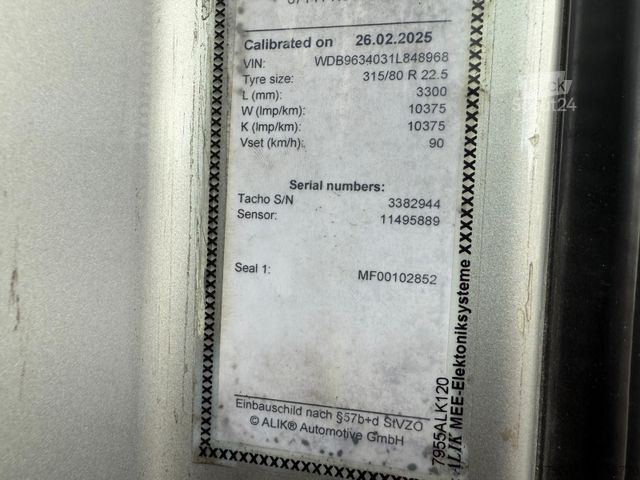 Calibrated on 26.02.2025
VIN: WDB9634031L848968
Tyre size: 315/80 R 22.5
L (mm): 3300
W (Imp/km): 10375
K (Imp/km): 10375
Vset (km/h): 90
Serial numbers:
Tacho S/N 3382944
Sensor: 11495889
Seal 1: MF00102852
Einbauschild nach §57b+d StVZO
© ALIK® Automotive GmbH
7955ALK120
ALIK MEE-Elektoniksysteme